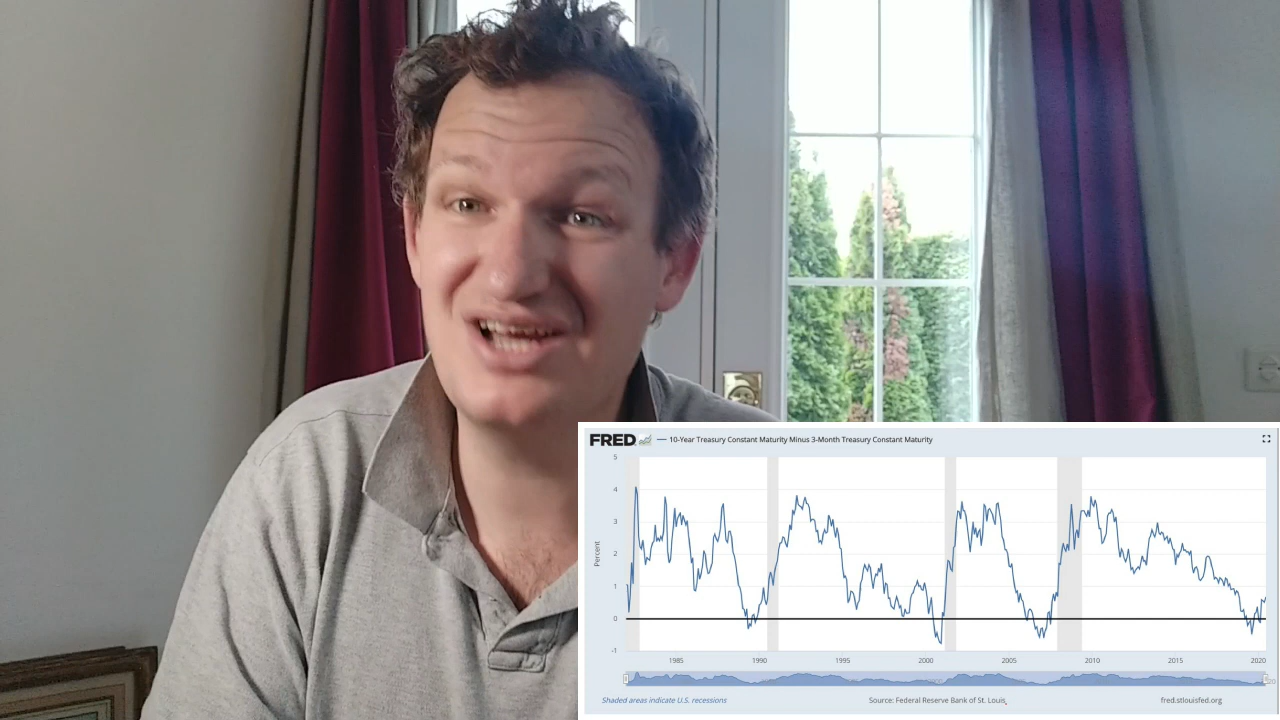 FRED 10-Year Treasury Constant Maturity Minus 3-Month Treasury Constant Maturity
5
4
3
2
1
0
-1
Percent
1985 1990 1995 2000 2005 2010 2015 2020
Shaded areas indicate U.S. recessions Source: Federal Reserve Bank of St. Louis. fred.stlouisfed.org